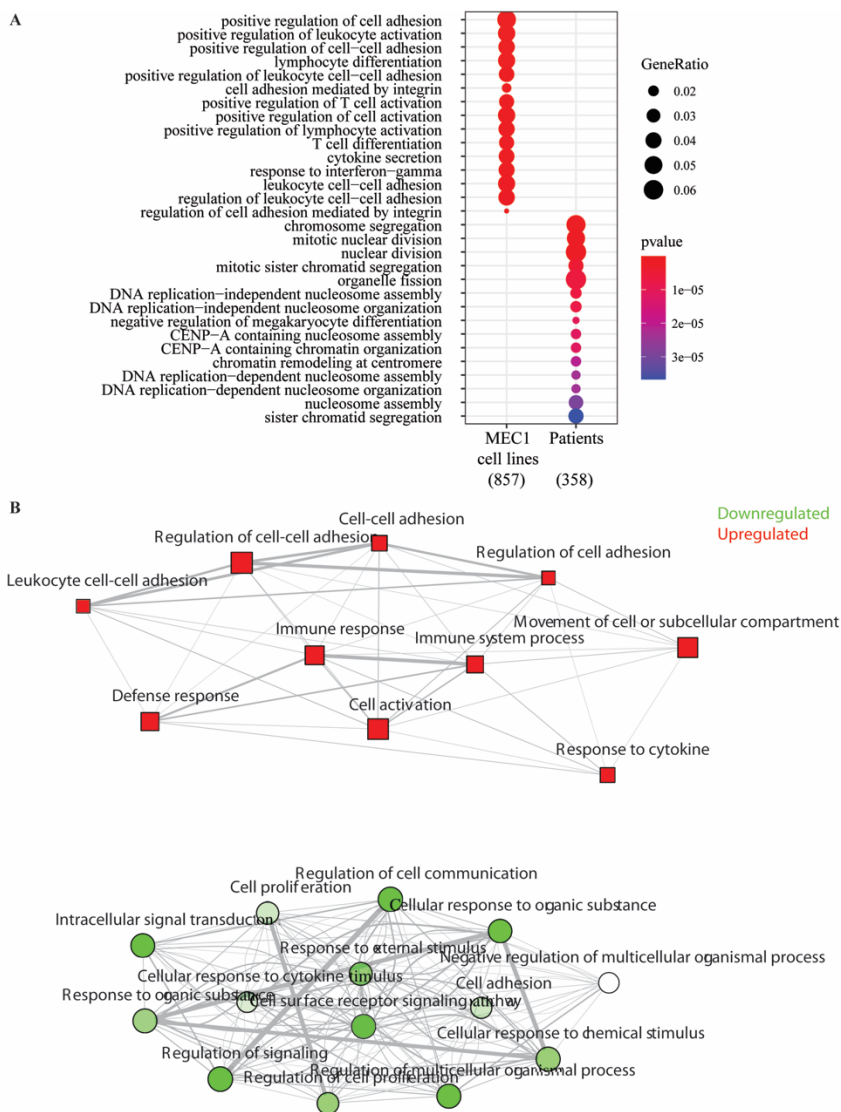 A
positive regulation of cell adhesion
positive regulation of leukocyte activation
positive regulation of cell−cell adhesion
lymphocyte differentiation
positive regulation of leukocyte cell−cell adhesion
cell adhesion mediated by integrin
positive regulation of T cell activation
positive regulation of cell activation
positive regulation of lymphocyte activation
T cell differentiation
cytokine secretion
response to interferon−gamma
leukocyte cell−cell adhesion
regulation of leukocyte cell−cell adhesion
regulation of cell adhesion mediated by integrin
chromosome segregation
mitotic nuclear division
nuclear division
mitotic sister chromatid segregation
organelle fission
DNA replication−independent nucleosome assembly
DNA replication−independent nucleosome organization
negative regulation of megakaryocyte differentiation
CENP−A containing nucleosome assembly
CENP−A containing chromatin organization
chromatin remodeling at centromere
DNA replication−dependent nucleosome assembly
DNA replication−dependent nucleosome organization
nucleosome assembly
sister chromatid segregation
MEC1
cell lines
(857)
Patients
(358)
GeneRatio
0.02
0.03
0.04
0.05
0.06
pvalue
1e−05
2e−05
3e−05
B
Downregulated
Upregulated
Cell-cell adhesion
Regulation of cell-cell adhesion
Regulation of cell adhesion
Leukocyte cell-cell adhesion
Movement of cell or subcellular compartment
Immune response
Immune system process
Defense response
Cell activation
Response to cytokine
Regulation of cell communication
Cell proliferation
Cellular response to organic substance
Intracellular signal transducton
Response to external stimulus
Negative regulation of multicellular organismal process
Cellular response to cytokine timulus
Cell adhesion
Response to organic substance
Cell surface receptor signaling pathway
Cellular response to chemical stimulus
Regulation of signaling
Regulation of multicellular organismal process
Regulation of cell proliferation